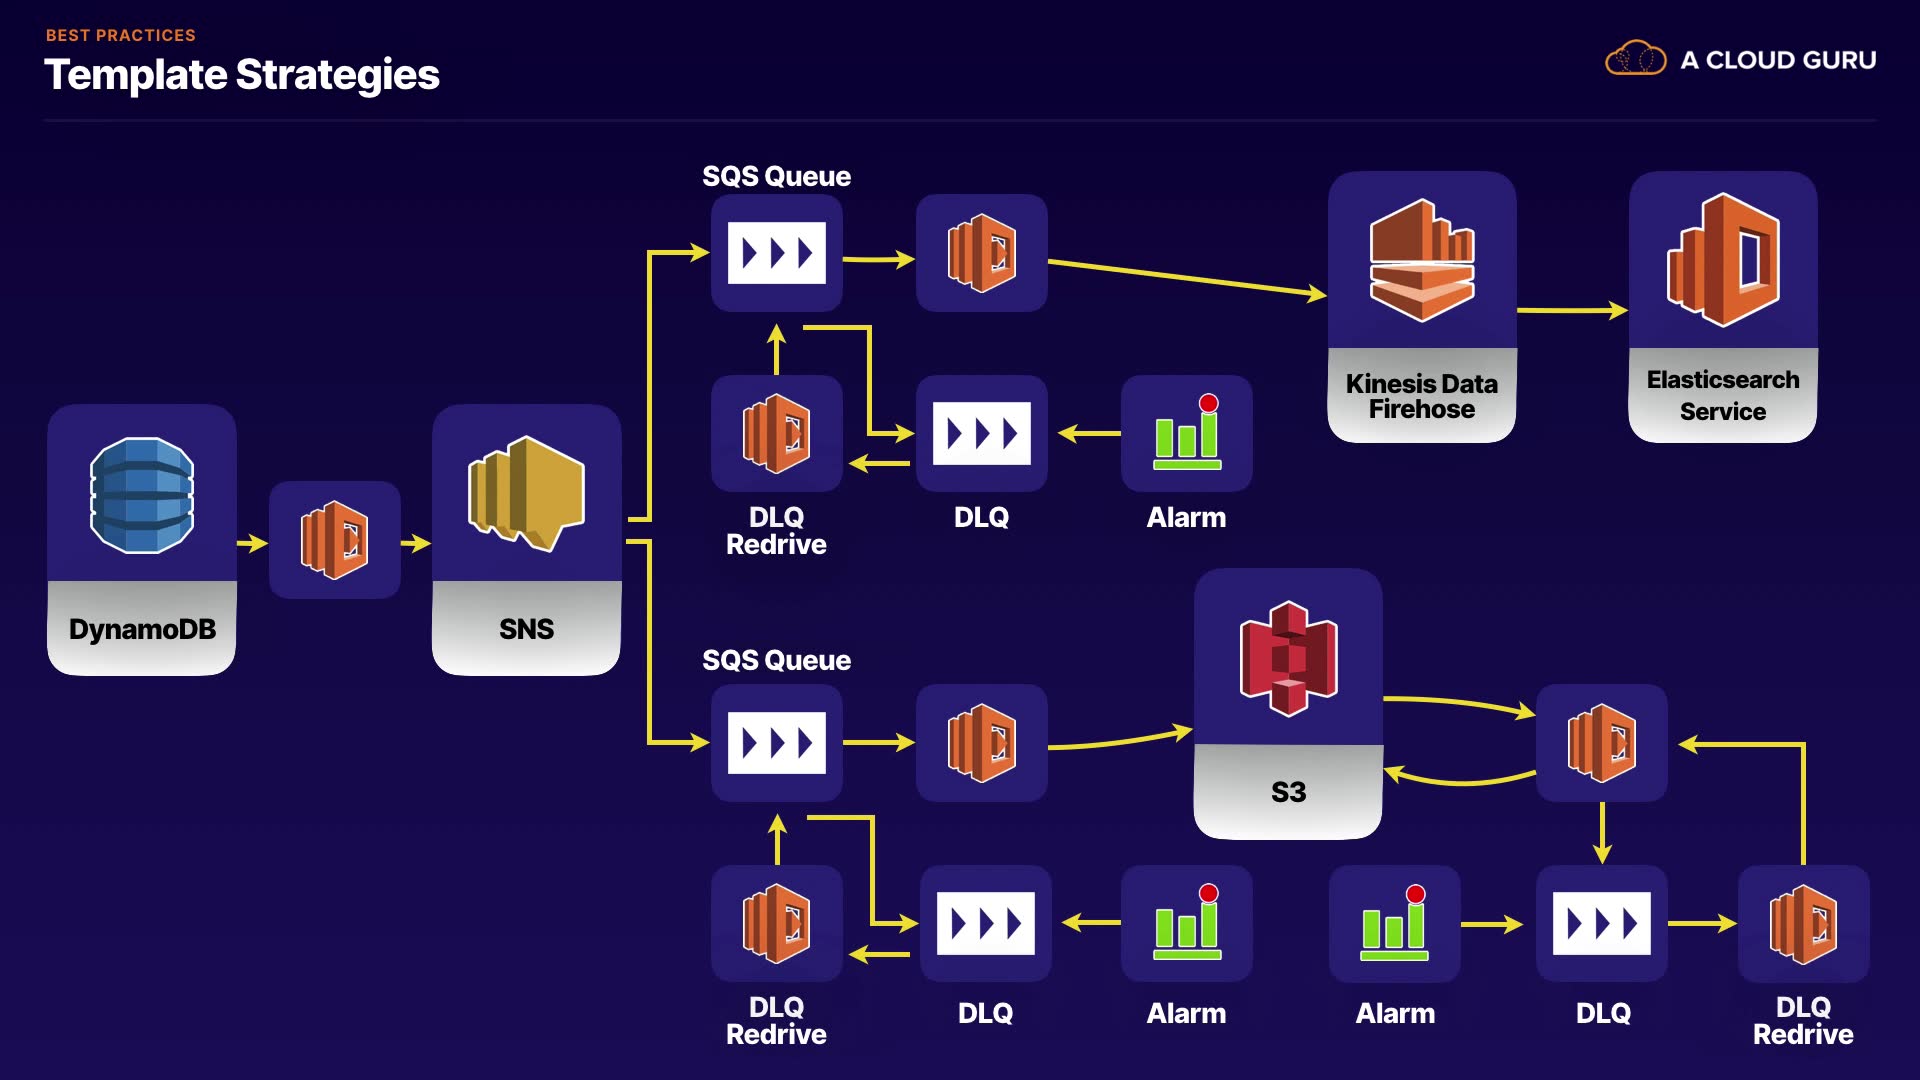 BEST PRACTICES
Template Strategies
A CLOUD GURU
SQS Queue
Kinesis Data
Firehose
Elasticsearch
Service
DLQ
Redrive
DLQ
Alarm
DynamoDB
SNS
SQS Queue
S3
DLQ
Redrive
DLQ
Alarm
Alarm
DLQ
DLQ
Redrive